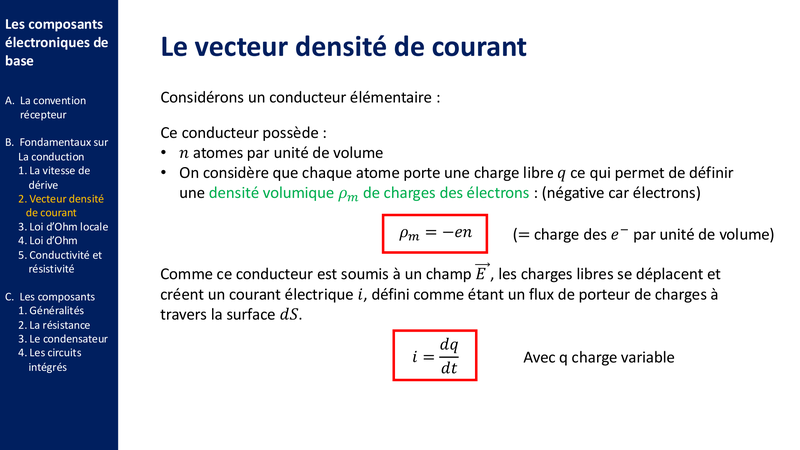 Les composants
électroniques de
base
A. La convention
récepteur
B. Fondamentaux sur
La conduction
1. La vitesse de
dérive
2. Vecteur densité
de courant
3. Loi d’Ohm locale
4. Loi d’Ohm
5. Conductivité et
résistivité
C. Les composants
1. Généralités
2. La résistance
3. Le condensateur
4. Les circuits
intégrés
Le vecteur densité de courant
Considérons un conducteur élémentaire :
Ce conducteur possède :
• n atomes par unité de volume
• On considère que chaque atome porte une charge libre q ce qui permet de définir
une densité volumique ρₘ de charges des électrons : (négative car électrons)
ρₘ = −en (= charge des e⁻ par unité de volume)
Comme ce conducteur est soumis à un champ E⃗, les charges libres se déplacent et
créent un courant électrique i, défini comme étant un flux de porteur de charges à
travers la surface dS.
i = dq/dt Avec q charge variable